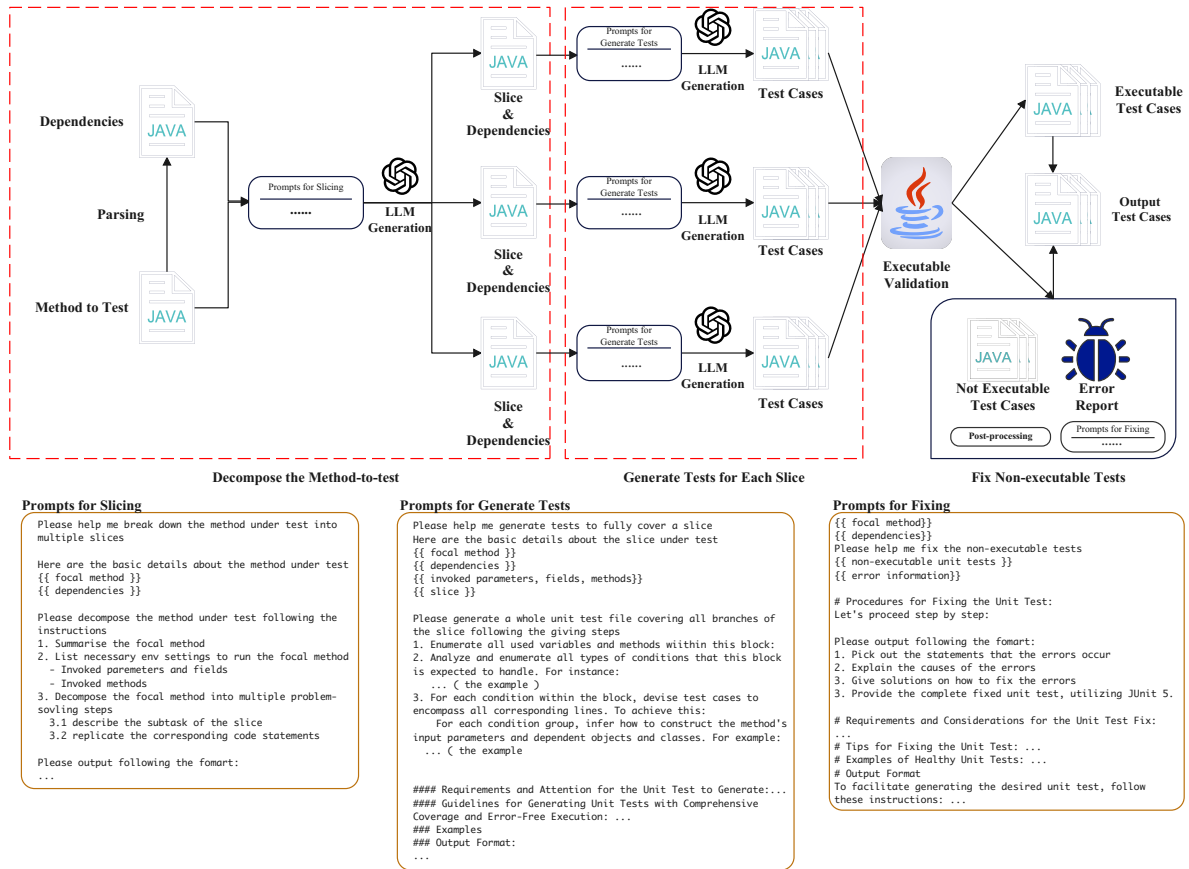 Dependencies
JAVA
Parsing
Method to Test
JAVA
Prompts for Slicing
......
LLM
Generation
JAVA
Slice
&
Dependencies
JAVA
Slice
&
Dependencies
JAVA
Slice
&
Dependencies
Prompts for
Generate Tests
......
LLM
Generation
JAVA
Test Cases
Prompts for
Generate Tests
......
LLM
Generation
JAVA
Test Cases
Prompts for
Generate Tests
......
LLM
Generation
JAVA
Test Cases
Executable
Validation
JAVA
Executable
Test Cases
JAVA
Output
Test Cases
JAVA
Not Executable
Test Cases
Error
Report
Post-processing
Prompts for Fixing
......
Decompose the Method-to-test
Generate Tests for Each Slice
Fix Non-executable Tests
Prompts for Slicing
Please help me break down the method under test into
multiple slices
Here are the basic details about the method under test
{{ focal method }}
{{ dependencies }}
Please decompose the method under test following the
instructions
1. Summarise the focal method
2. List necessary env settings to run the focal method
- Invoked paremeters and fields
- Invoked methods
3. Decompose the focal method into multiple problem-
sovling steps
3.1 describe the subtask of the slice
3.2 replicate the corresponding code statements
Please output following the fomart:
...
Prompts for Generate Tests
Please help me generate tests to fully cover a slice
Here are the basic details about the slice under test
{{ focal method }}
{{ dependencies }}
{{ invoked parameters, fields, methods}}
{{ slice }}
Please generate a whole unit test file covering all branches of
the slice following the giving steps
1. Enumerate all used variables and methods wiithin this block:
2. Analyze and enumerate all types of conditions that this block
is expected to handle. For instance:
... ( the example )
3. For each condition within the block, devise test cases to
encompass all corresponding lines. To achieve this:
For each condition group, infer how to construct the method's
input parameters and dependent objects and classes. For example:
... ( the example
#### Requirements and Attention for the Unit Test to Generate:...
#### Guidelines for Generating Unit Tests with Comprehensive
Coverage and Error-Free Execution: ...
### Examples
### Output Format:
...
Prompts for Fixing
{{ focal method}}
{{ dependencies}}
Please help me fix the non-executable tests
{{ non-executable unit tests }}
{{ error information}}
# Procedures for Fixing the Unit Test:
Let's proceed step by step:
Please output following the fomart:
1. Pick out the statements that the errors occur
2. Explain the causes of the errors
3. Give solutions on how to fix the errors
3. Provide the complete fixed unit test, utilizing JUnit 5.
# Requirements and Considerations for the Unit Test Fix:
...
# Tips for Fixing the Unit Test: ...
# Examples of Healthy Unit Tests: ...
# Output Format
To facilitate generating the desired unit test, follow
these instructions: ...